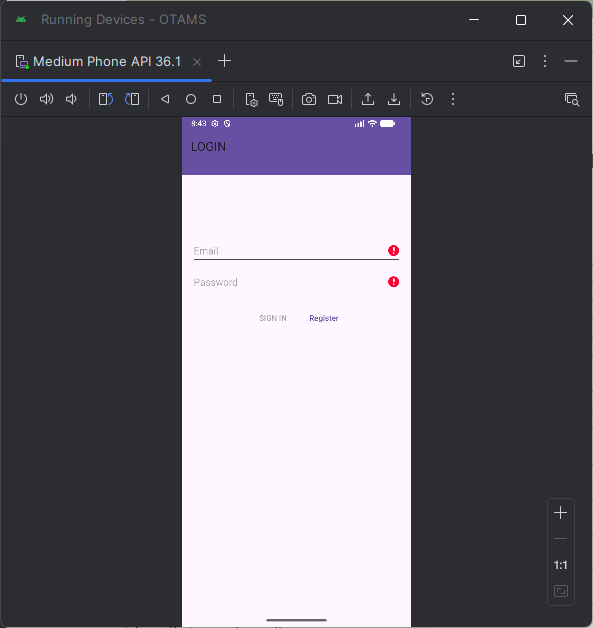 Running Devices - OTAMS
Medium Phone API 36.1
8:43
LOGIN
Email
Password
SIGN IN Register
1:1